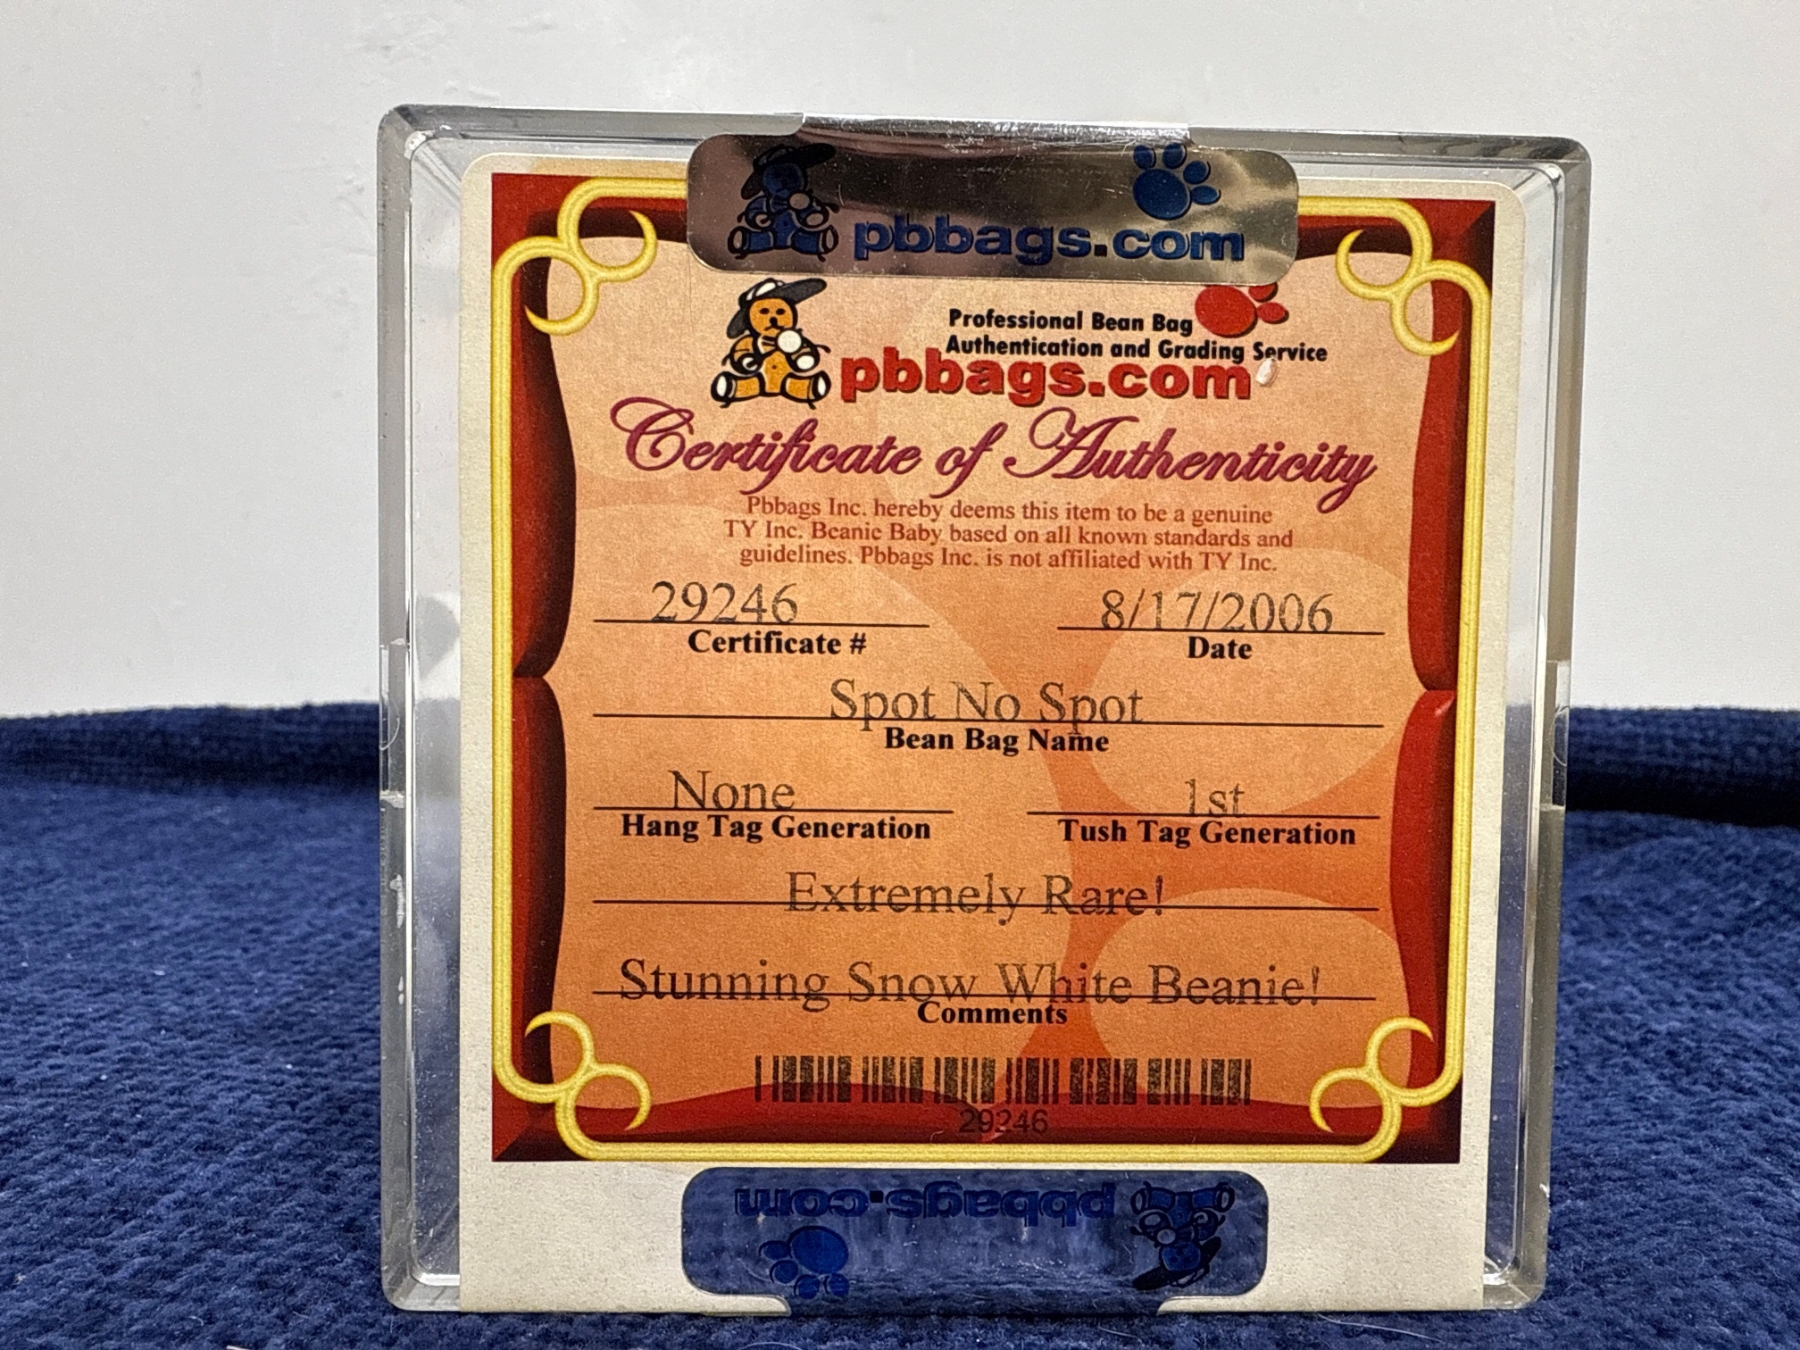 pbbags.com
Professional Bean Bag
Authentication and Grading Service
pbbags.com
Certificate of Authenticity
Pbbags Inc. hereby deems this item to be a genuine
TY Inc. Beanie Baby based on all known standards and
guidelines. Pbbags Inc. is not affiliated with TY Inc.
29246 8/17/2006
Certificate # Date
Spot No Spot
Bean Bag Name
None 1st
Hang Tag Generation Tush Tag Generation
Extremely Rare!
Stunning Snow White Beanie!
Comments
29246
pbbags.com